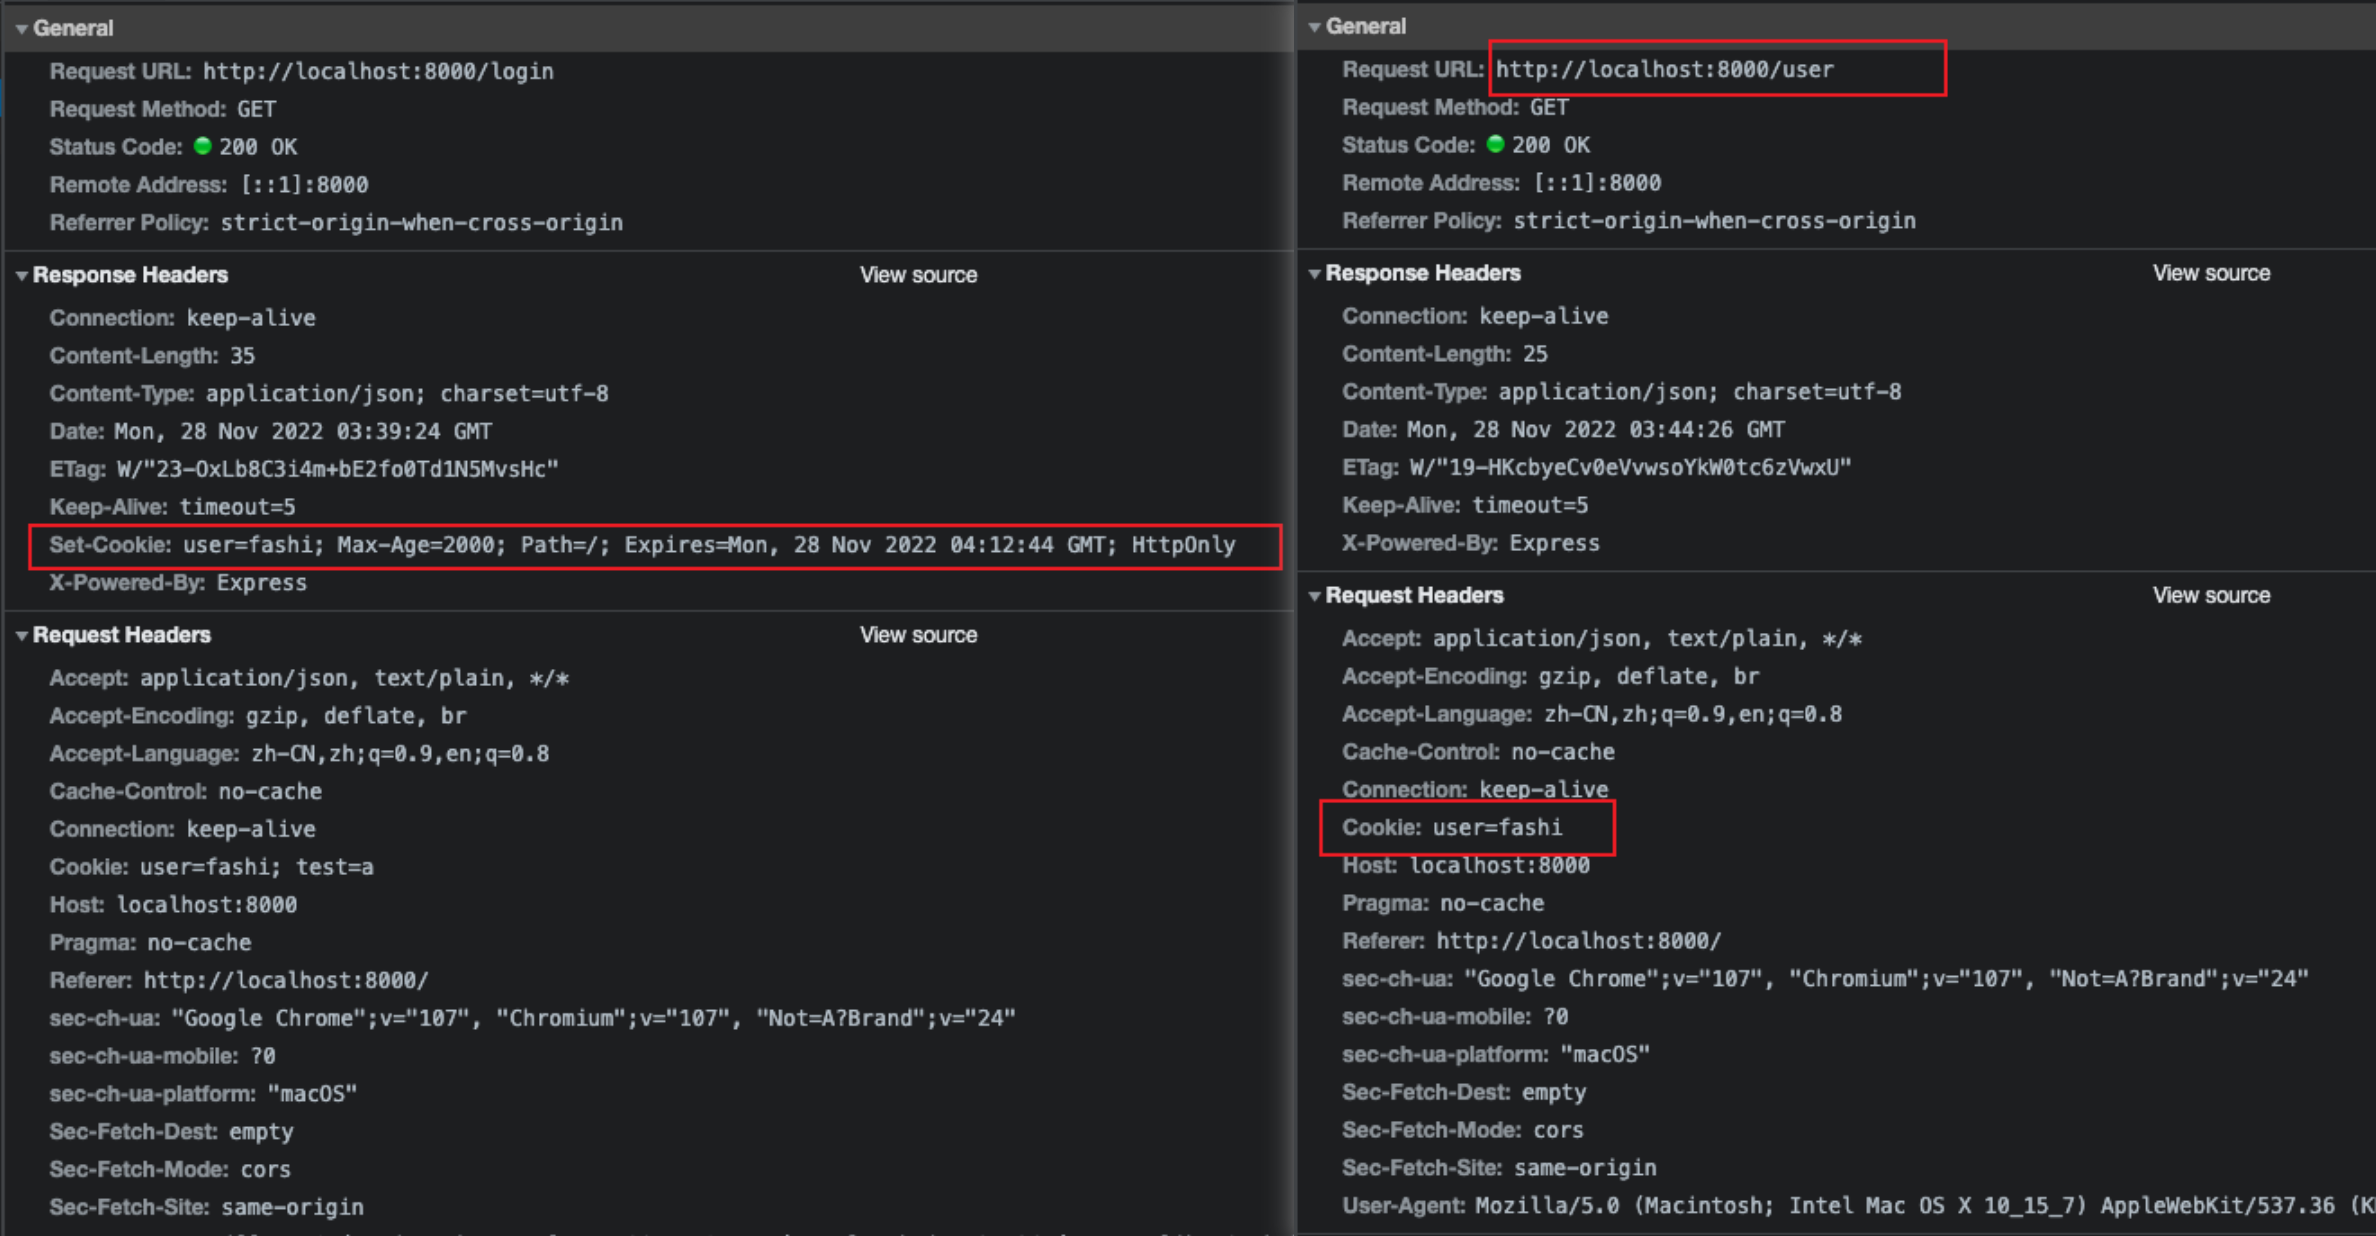 General
Request URL: http://localhost:8000/login
Request Method: GET
Status Code: 200 OK
Remote Address: [::1]:8000
Referrer Policy: strict-origin-when-cross-origin
Response Headers View source
Connection: keep-alive
Content-Length: 35
Content-Type: application/json; charset=utf-8
Date: Mon, 28 Nov 2022 03:39:24 GMT
ETag: W/"23-OxLb8C3i4m+bE2fo0Td1N5MvsHc"
Keep-Alive: timeout=5
Set-Cookie: user=fashi; Max-Age=2000; Path=/; Expires=Mon, 28 Nov 2022 04:12:44 GMT; HttpOnly
X-Powered-By: Express
Request Headers View source
Accept: application/json, text/plain, */*
Accept-Encoding: gzip, deflate, br
Accept-Language: zh-CN,zh;q=0.9,en;q=0.8
Cache-Control: no-cache
Connection: keep-alive
Cookie: user=fashi; test=a
Host: localhost:8000
Pragma: no-cache
Referer: http://localhost:8000/
sec-ch-ua: "Google Chrome";v="107", "Chromium";v="107", "Not=A?Brand";v="24"
sec-ch-ua-mobile: ?0
sec-ch-ua-platform: "macOS"
Sec-Fetch-Dest: empty
Sec-Fetch-Mode: cors
Sec-Fetch-Site: same-origin
General
Request URL: http://localhost:8000/user
Request Method: GET
Status Code: 200 OK
Remote Address: [::1]:8000
Referrer Policy: strict-origin-when-cross-origin
Response Headers View source
Connection: keep-alive
Content-Length: 25
Content-Type: application/json; charset=utf-8
Date: Mon, 28 Nov 2022 03:44:26 GMT
ETag: W/"19-HKcbyeCv0eVvwsoYkW0tc6zVwxU"
Keep-Alive: timeout=5
X-Powered-By: Express
Request Headers View source
Accept: application/json, text/plain, */*
Accept-Encoding: gzip, deflate, br
Accept-Language: zh-CN,zh;q=0.9,en;q=0.8
Cache-Control: no-cache
Connection: keep-alive
Cookie: user=fashi
Host: localhost:8000
Pragma: no-cache
Referer: http://localhost:8000/
sec-ch-ua: "Google Chrome";v="107", "Chromium";v="107", "Not=A?Brand";v="24"
sec-ch-ua-mobile: ?0
sec-ch-ua-platform: "macOS"
Sec-Fetch-Dest: empty
Sec-Fetch-Mode: cors
Sec-Fetch-Site: same-origin
User-Agent: Mozilla/5.0 (Macintosh; Intel Mac OS X 10_15_7) AppleWebKit/537.36